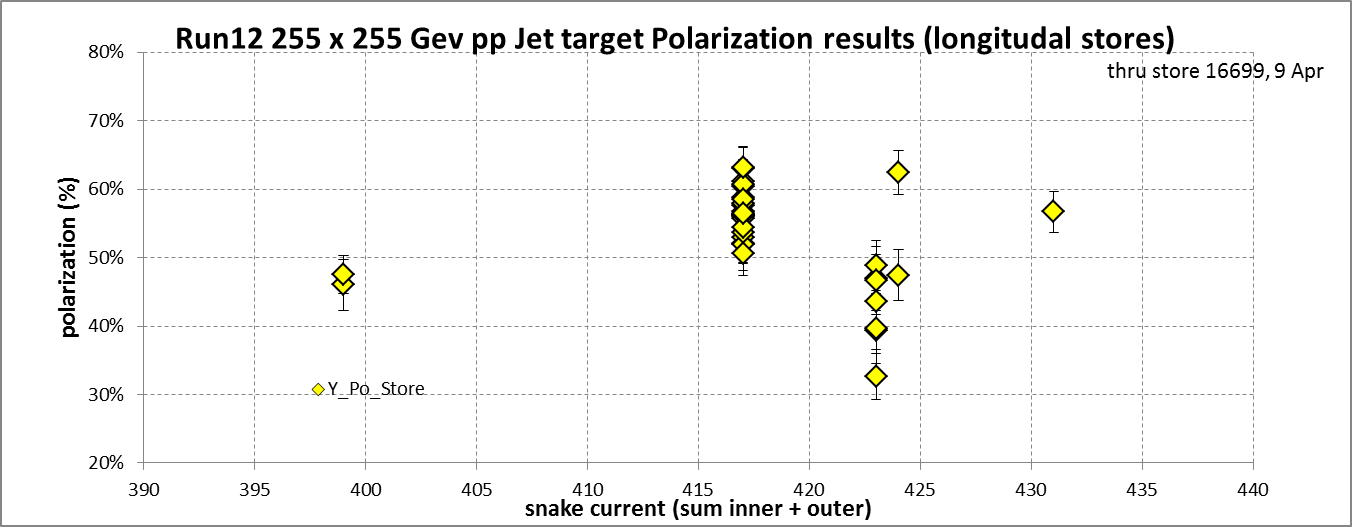 Run12 255 x 255 Gev pp Jet target Polarization results (longitudal stores)
thru store 16699, 9 Apr
80%
70%
60%
50%
40%
30%
20%
polarization (%)
Y_Po_Store
390 395 400 405 410 415 420 425 430 435 440
snake current (sum inner + outer)